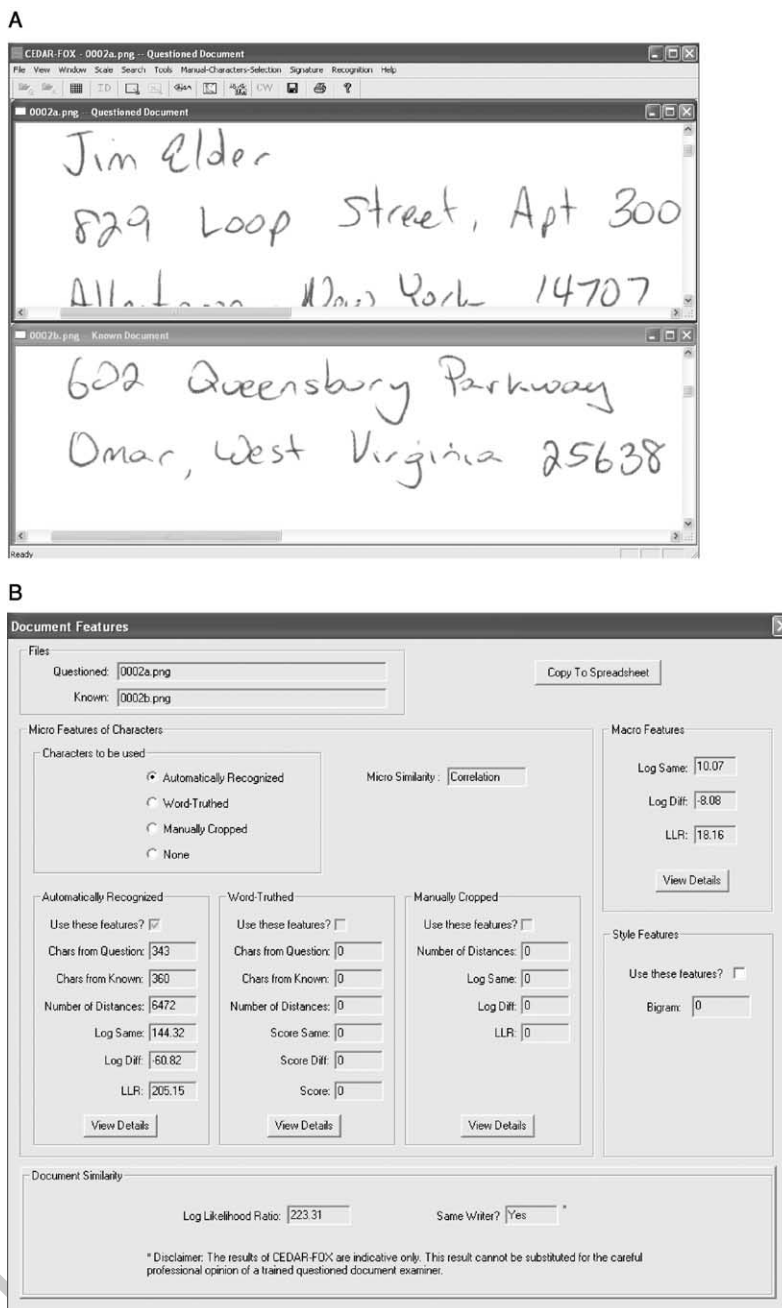 A
CEDAR-FOX - 0002a.png -- Questioned Document
File View Window Scale Search Tools Manual-Characters-Selection Signature Recognition Help
ID CW ?
0002a.png -- Questioned Document
Jim Elder
829 Loop Street, Apt 300
New York 14707
0002b.png -- Known Document
602 Queensbury Parkway
Omar, West Virginia 25638
Ready
B
Document Features
Files
Questioned: 0002a.png
Copy To Spreadsheet
Known: 0002b.png
Micro Features of Characters
Macro Features
Characters to be used
Automatically Recognized
Micro Similarity : Correlation
Log Same: 10.07
Word-Truthed
Log Diff: -8.08
Manually Cropped
LLR: 18.16
None
View Details
Automatically Recognized
Use these features?
Chars from Question: 343
Chars from Known: 360
Number of Distances: 6472
Log Same: 144.32
Log Diff: -60.82
LLR: 205.15
View Details
Word-Truthed
Use these features?
Chars from Question: 0
Chars from Known: 0
Number of Distances: 0
Score Same: 0
Score Diff: 0
Score: 0
View Details
Manually Cropped
Use these features?
Number of Distances: 0
Log Same: 0
Log Diff: 0
LLR: 0
View Details
Style Features
Use these features?
Bigram: 0
Document Similarity
Log Likelihood Ratio: 223.31
Same Writer? Yes *
* Disclaimer: The results of CEDAR-FOX are indicative only. This result cannot be substituted for the careful
professional opinion of a trained questioned document examiner.